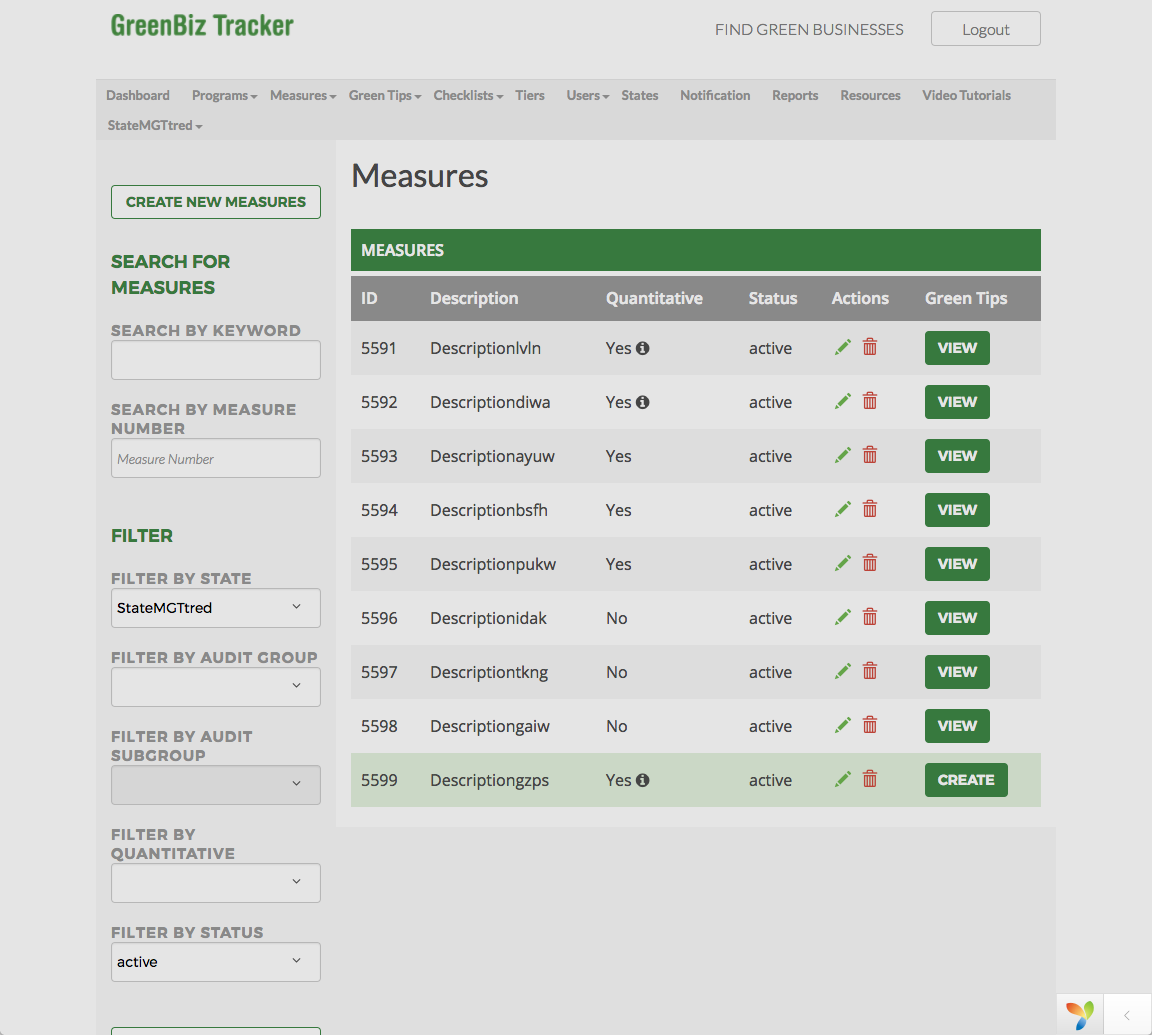 GreenBiz Tracker
FIND GREEN BUSINESSES
Logout
Dashboard Programs Measures Green Tips Checklists Tiers Users States Notification Reports Resources Video Tutorials
StateMGTtred
CREATE NEW MEASURES
SEARCH FOR
MEASURES
SEARCH BY KEYWORD
SEARCH BY MEASURE
NUMBER
Measure Number
FILTER
FILTER BY STATE
StateMGTtred
FILTER BY AUDIT GROUP
FILTER BY AUDIT
SUBGROUP
FILTER BY
QUANTITATIVE
FILTER BY STATUS
active
Measures
MEASURES
ID Description Quantitative Status Actions Green Tips
5591 Descriptionlvln Yes active VIEW
5592 Descriptiondiwa Yes active VIEW
5593 Descriptionayuw Yes active VIEW
5594 Descriptionbsfh Yes active VIEW
5595 Descriptionpukw Yes active VIEW
5596 Descriptionidak No active VIEW
5597 Descriptiontkng No active VIEW
5598 Descriptiongaiw No active VIEW
5599 Descriptiongzps Yes active CREATE